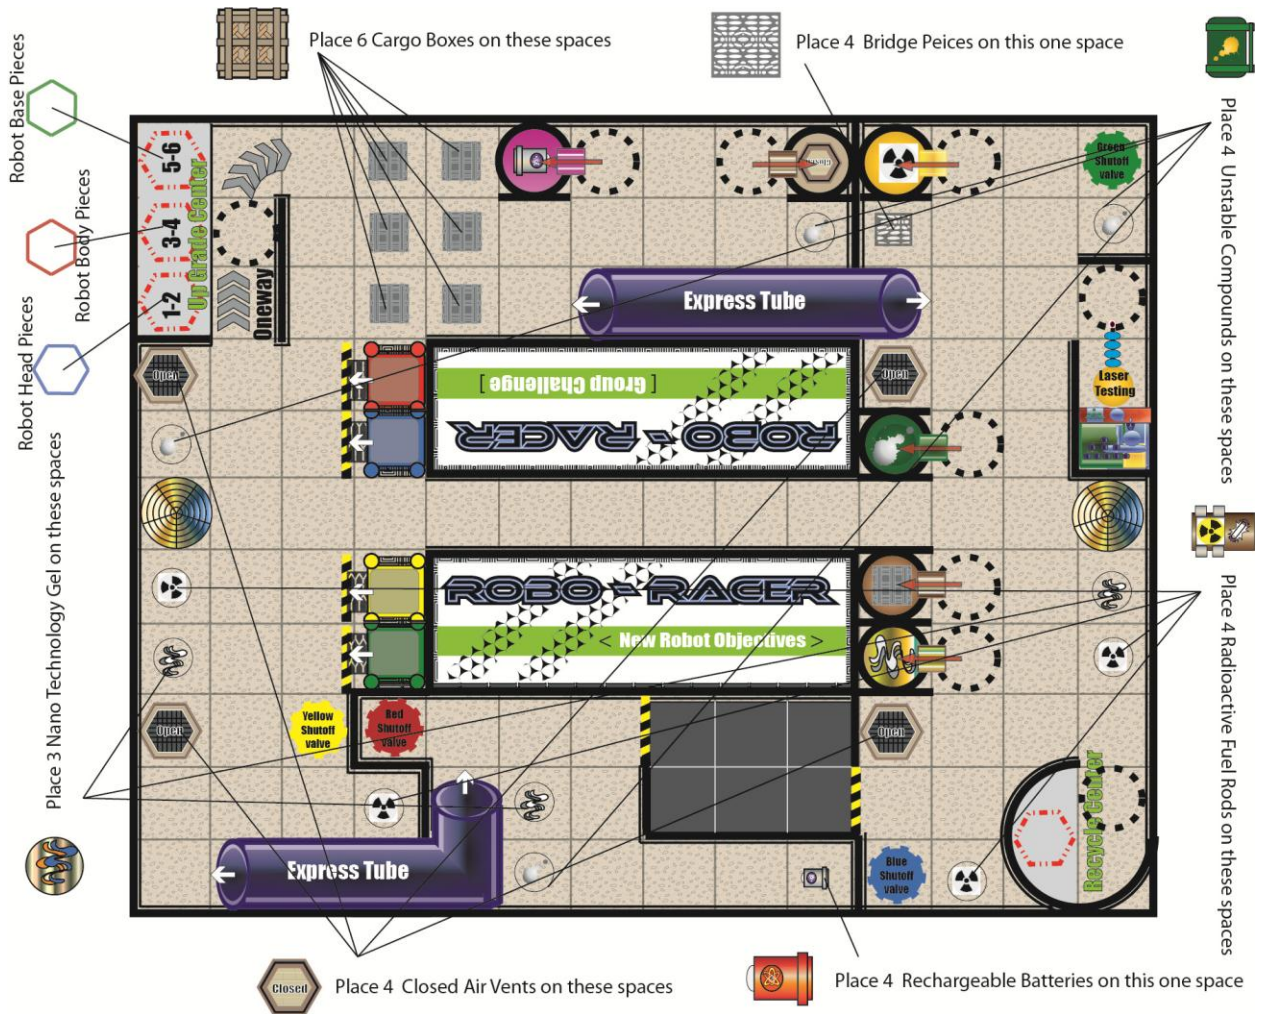 Place 6 Cargo Boxes on these spaces
Place 4 Bridge Peices on this one space
Robot Base Pieces
Robot Body Pieces
Robot Head Pieces
Place 3 Nano Technology Gel on these spaces
Place 4 Unstable Compounds on these spaces
Place 4 Radioactive Fuel Rods on these spaces
5-6
3-4
1-2
Up Grade Center
Oneway
Closed
Green
Shutoff
valve
Express Tube
Open
[ Group Challenge ]
ROBO-RACER
Open
Laser
Testing
ROBO-RACER
< New Robot Objectives >
Open
Yellow
Shutoff
valve
Red
Shutoff
valve
Open
Express Tube
Blue
Shutoff
valve
Recycle Center
Closed
Place 4 Closed Air Vents on these spaces
Place 4 Rechargeable Batteries on this one space